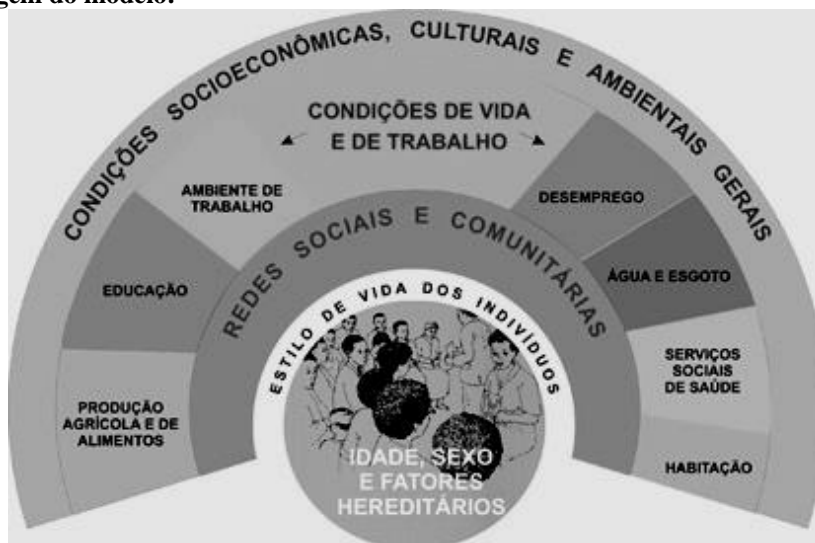 gem do modelo:
CONDIÇÕES SOCIOECONÔMICAS, CULTURAIS E AMBIENTAIS GERAIS
CONDIÇÕES DE VIDA
E DE TRABALHO
AMBIENTE DE
TRABALHO
DESEMPREGO
REDES SOCIAIS E COMUNITÁRIAS
EDUCAÇÃO
ÁGUA E ESGOTO
ESTILO DE VIDA DOS INDIVÍDUOS
SERVIÇOS
SOCIAIS
DE SAÚDE
PRODUÇÃO
AGRÍCOLA E DE
ALIMENTOS
HABITAÇÃO
IDADE, SEXO
E FATORES
HEREDITÁRIOS